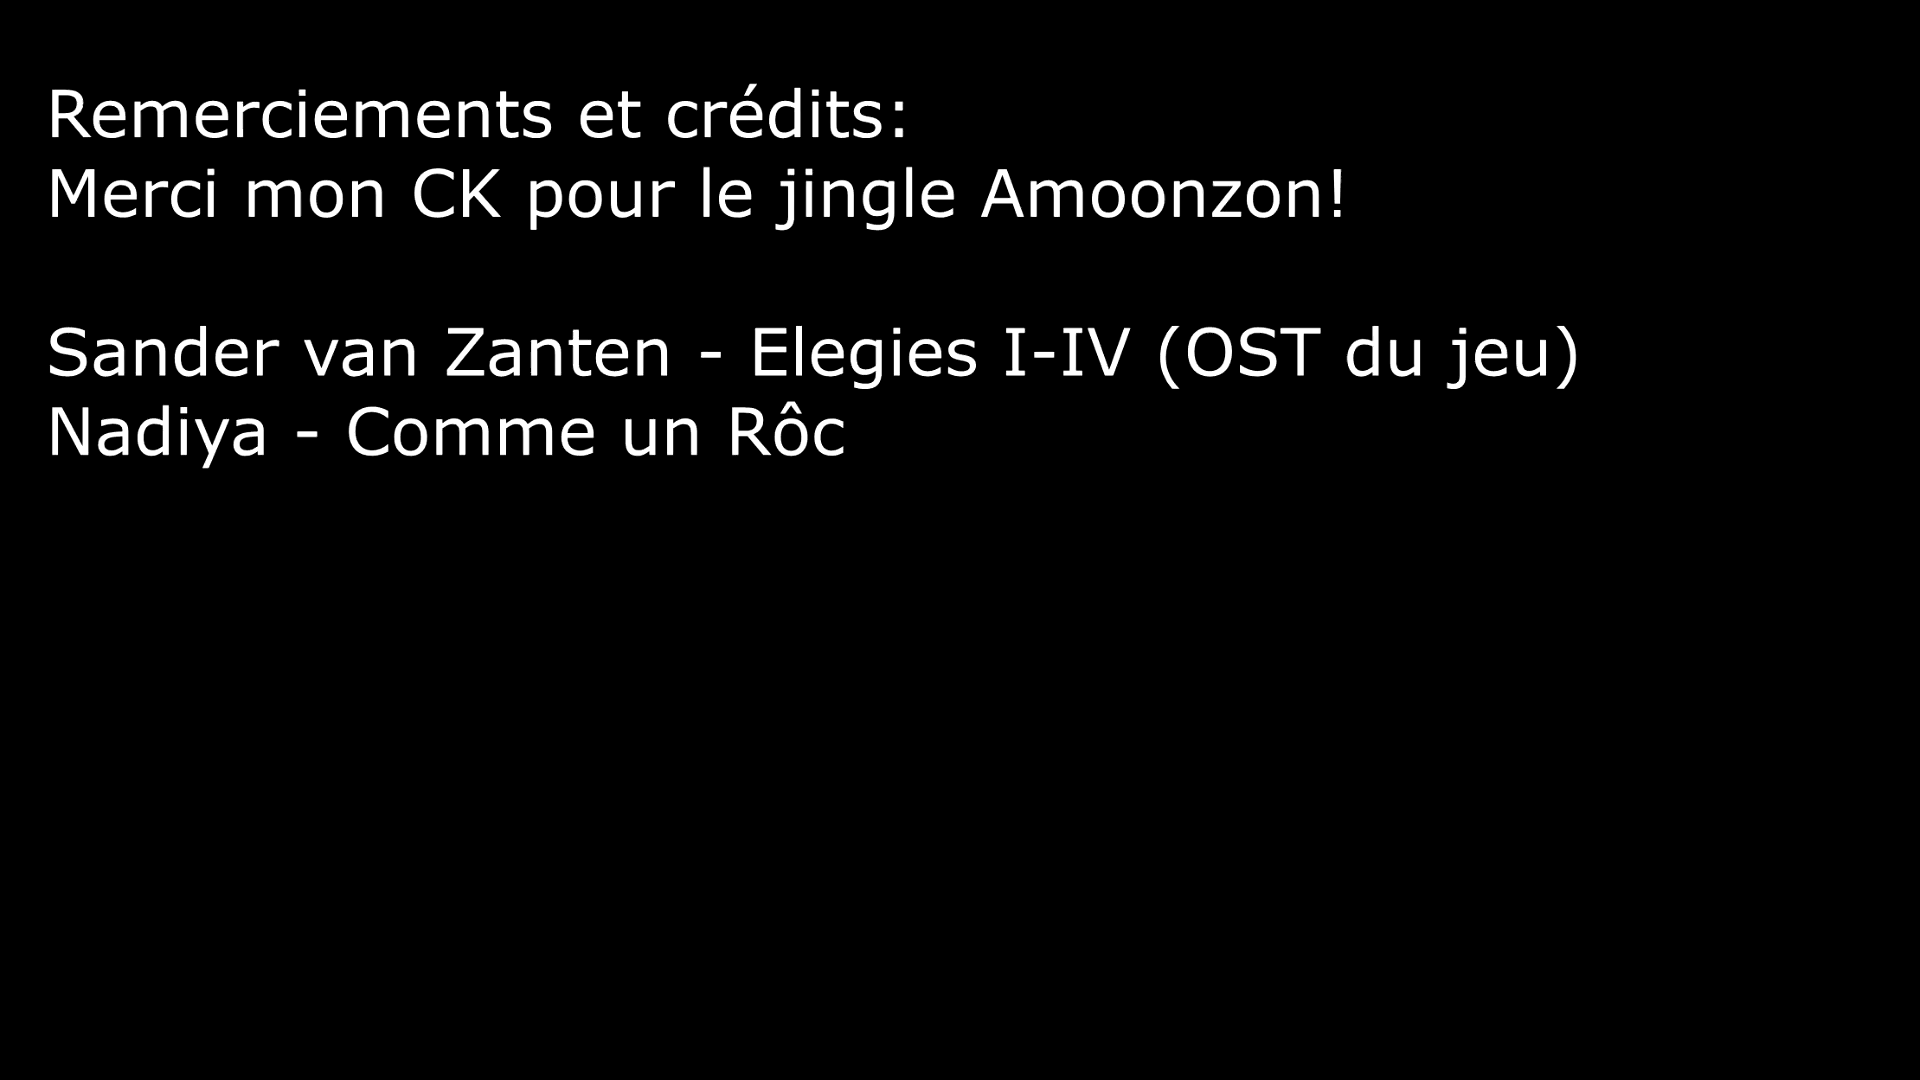 Remerciements et crédits:
Merci mon CK pour le jingle Amoonzon!
Sander van Zanten - Elegies I-IV (OST du jeu)
Nadiya - Comme un Rôc